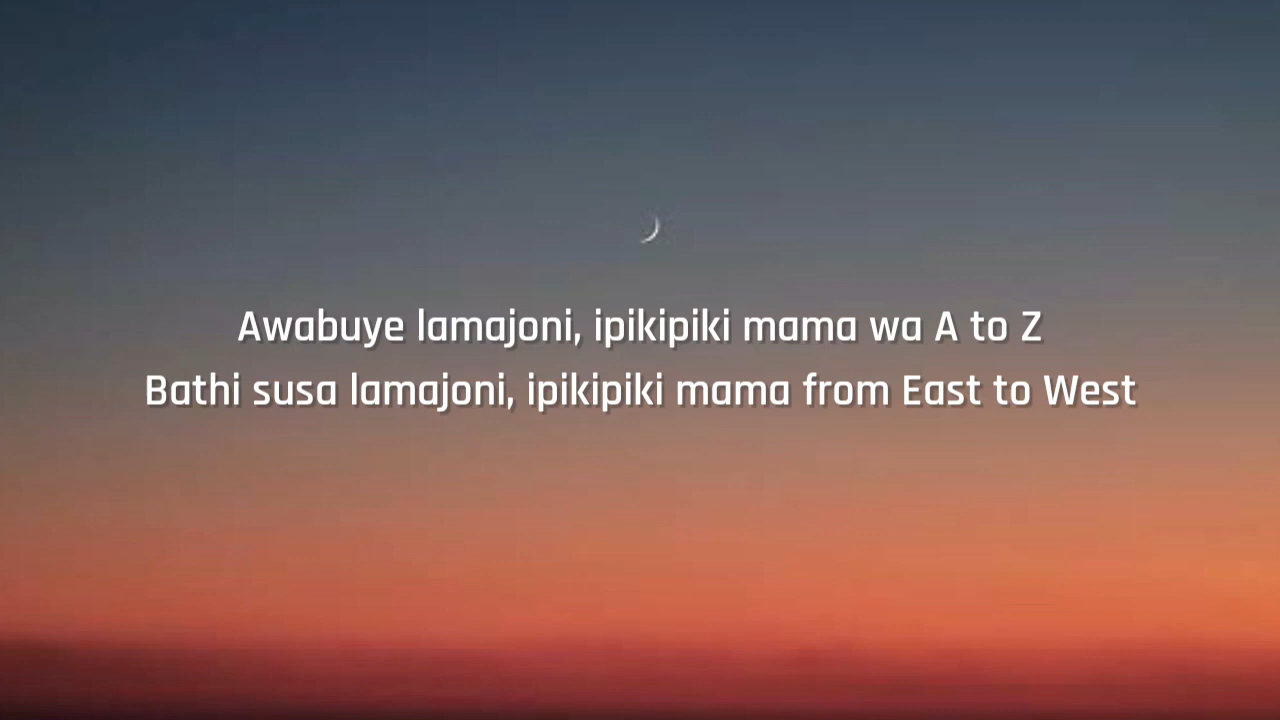 Awabuye lamajoni, ipikipiki mama wa A to Z
Bathi susa lamajoni, ipikipiki mama from East to West